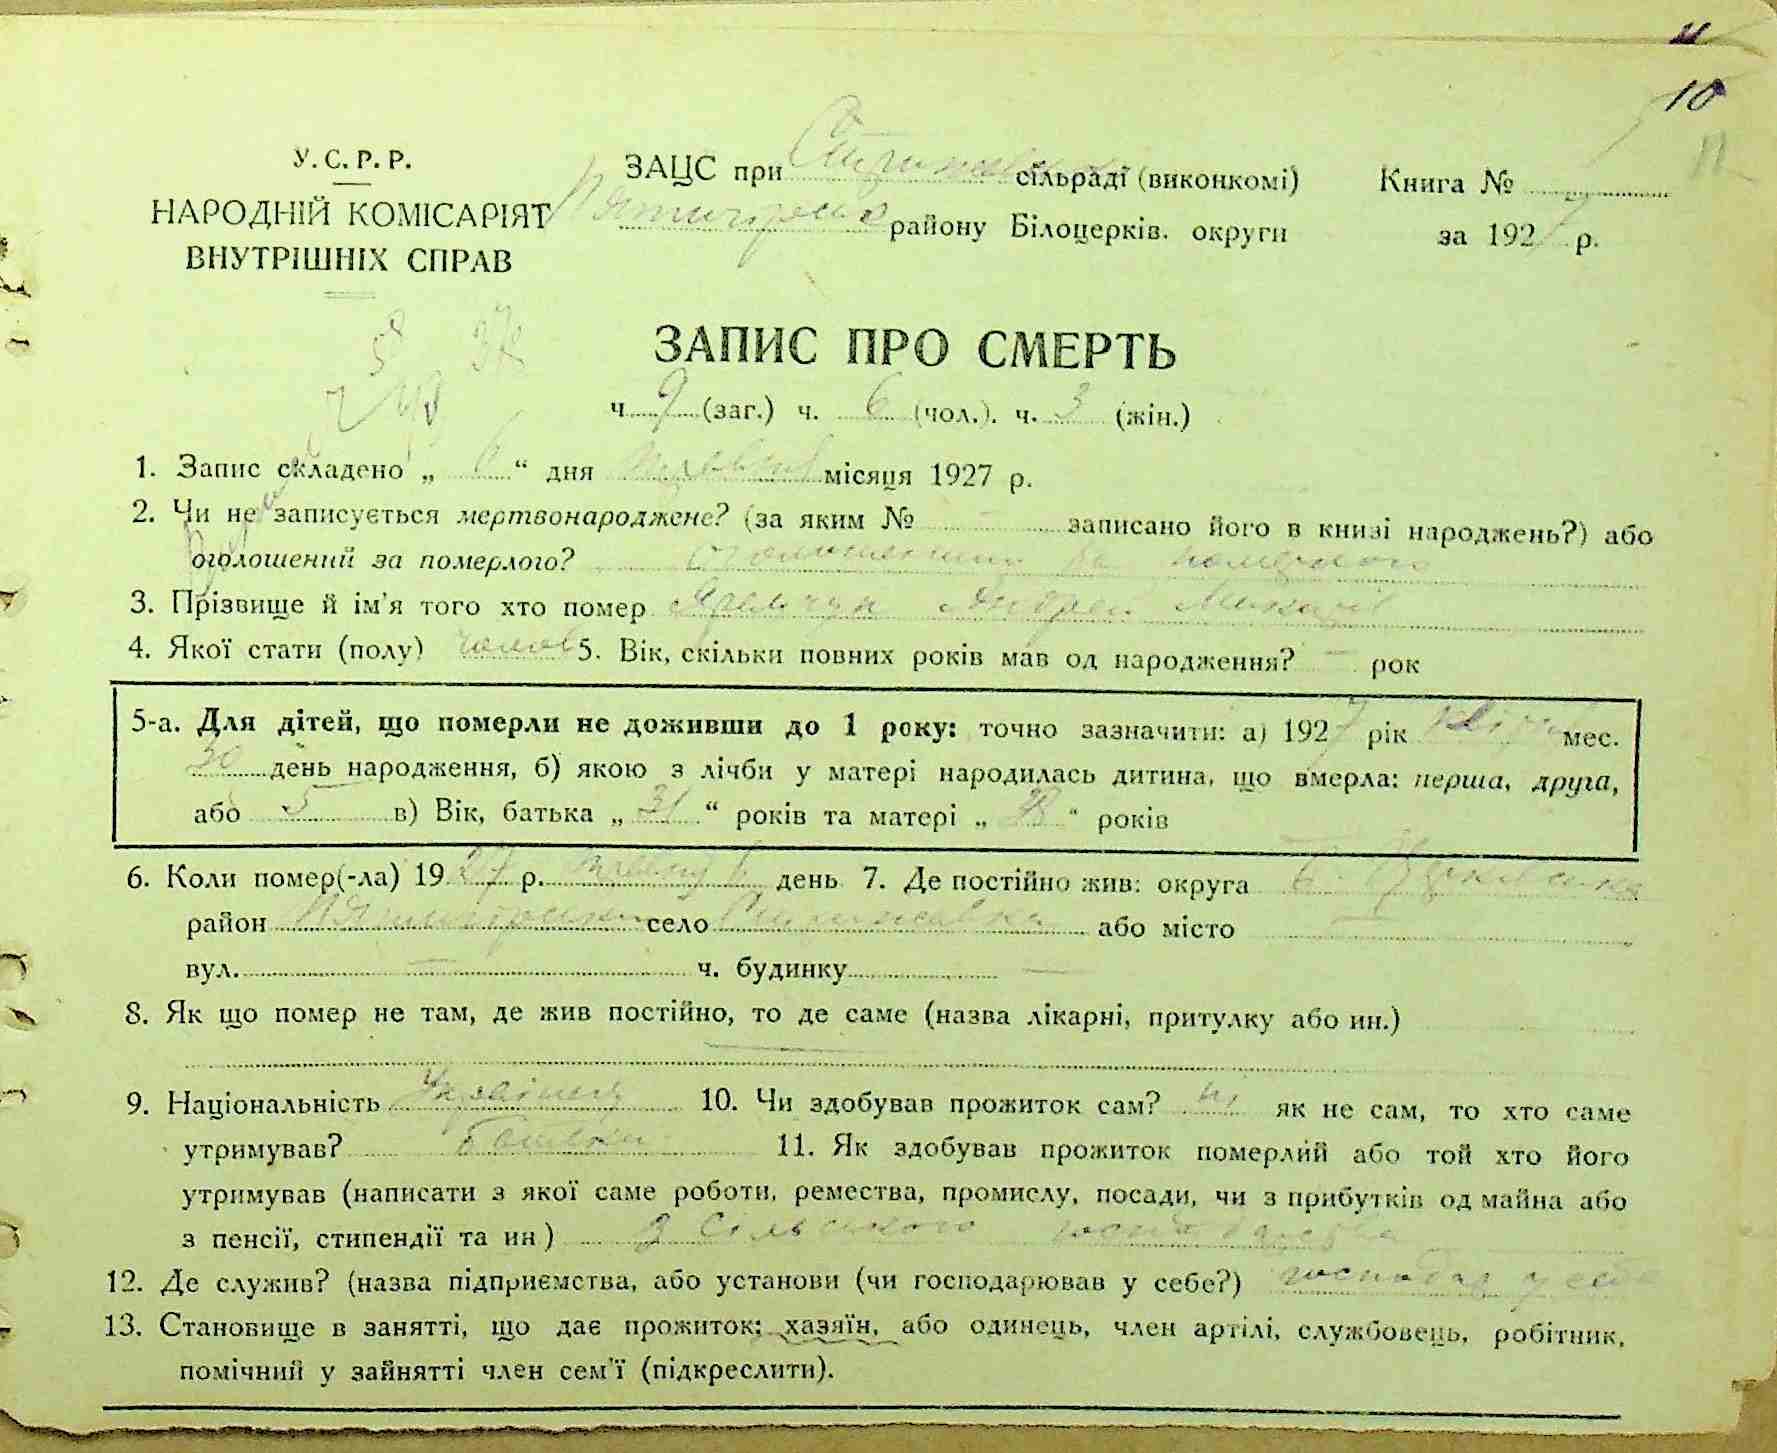 10
У. С. Р. Р.
НАРОДНІЙ КОМІСАРІЯТ
ВНУТРІШНІХ СПРАВ
ЗАЦС при сільраді (виконкомі)
району Білоцерків. округи
Книга №
за 1927 р.
ЗАПИС ПРО СМЕРТЬ
ч. 9 (заг.) ч. 6 (чол.). ч. 3 (жін.)
1. Запис складено „ 6 “ дня місяця 1927 р.
2. Чи не записується мертвонароджене? (за яким № — записано його в книзі народжень?) або
оголошений за померлого? оголошений за померлого
3. Прізвище й ім'я того хто помер Андрей
4. Якої стати (полу) чолов 5. Вік, скільки повних років мав од народження? — рок
5-а. Для дітей, що померли не доживши до 1 року: точно зазначити: а) 1927 рік мес.
30 день народження, б) якою з лічби у матері народилась дитина, що вмерла: перша, друга,
або 5 в) Вік, батька „ 31 “ років та матері „ “ років
6. Коли помер(-ла) 1927 р. 6 день 7. Де постійно жив: округа
район село або місто —
вул. — ч. будинку —
8. Як що помер не там, де жив постійно, то де саме (назва лікарні, притулку або ин.)
9. Національність 10. Чи здобував прожиток сам? ні як не сам, то хто саме
утримував? 11. Як здобував прожиток померлий або той хто його
утримував (написати з якої саме роботи, ремества, промислу, посади, чи з прибутків од майна або
з пенсії, стипендії та ин) з сільського господарства
12. Де служив? (назва підприємства, або установи (чи господарював у себе?) господар у себе
13. Становище в занятті, що дає прожиток: хазяїн, або одинець, член артілі, службовець, робітник,
помічний у зайнятті член сем'ї (підкреслити).